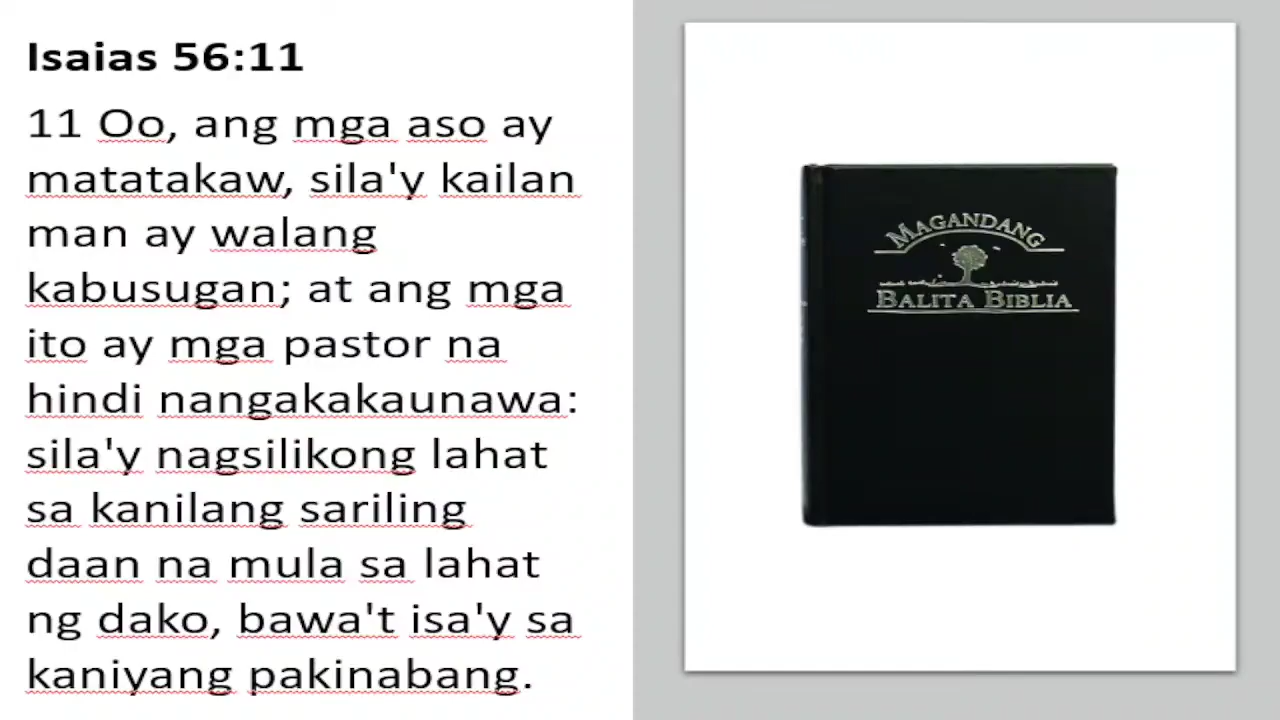 Isaias 56:11
11 Oo, ang mga aso ay
matatakaw, sila'y kailan
man ay walang
kabusugan; at ang mga
ito ay mga pastor na
hindi nangakakaunawa:
sila'y nagsilikong lahat
sa kanilang sariling
daan na mula sa lahat
ng dako, bawa't isa'y sa
kaniyang pakinabang.
MAGANDANG
BALITA BIBLIA